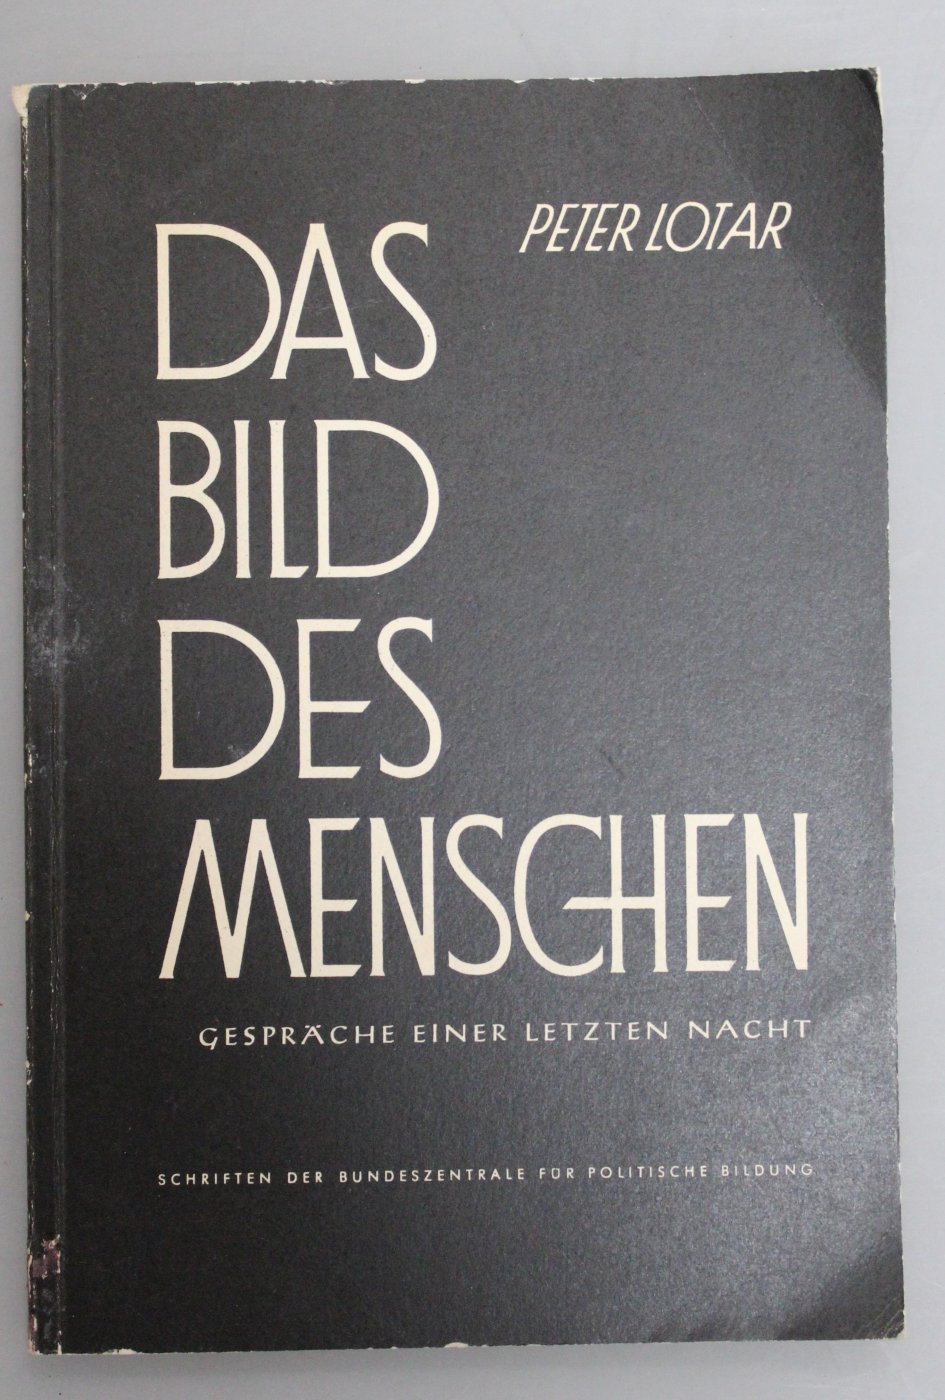 PETER LOTAR
DAS
BILD
DES
MENSCHEN
GESPRÄCHE EINER LETZTEN NACHT
SCHRIFTEN DER BUNDESZENTRALE FÜR POLITISCHE BILDUNG